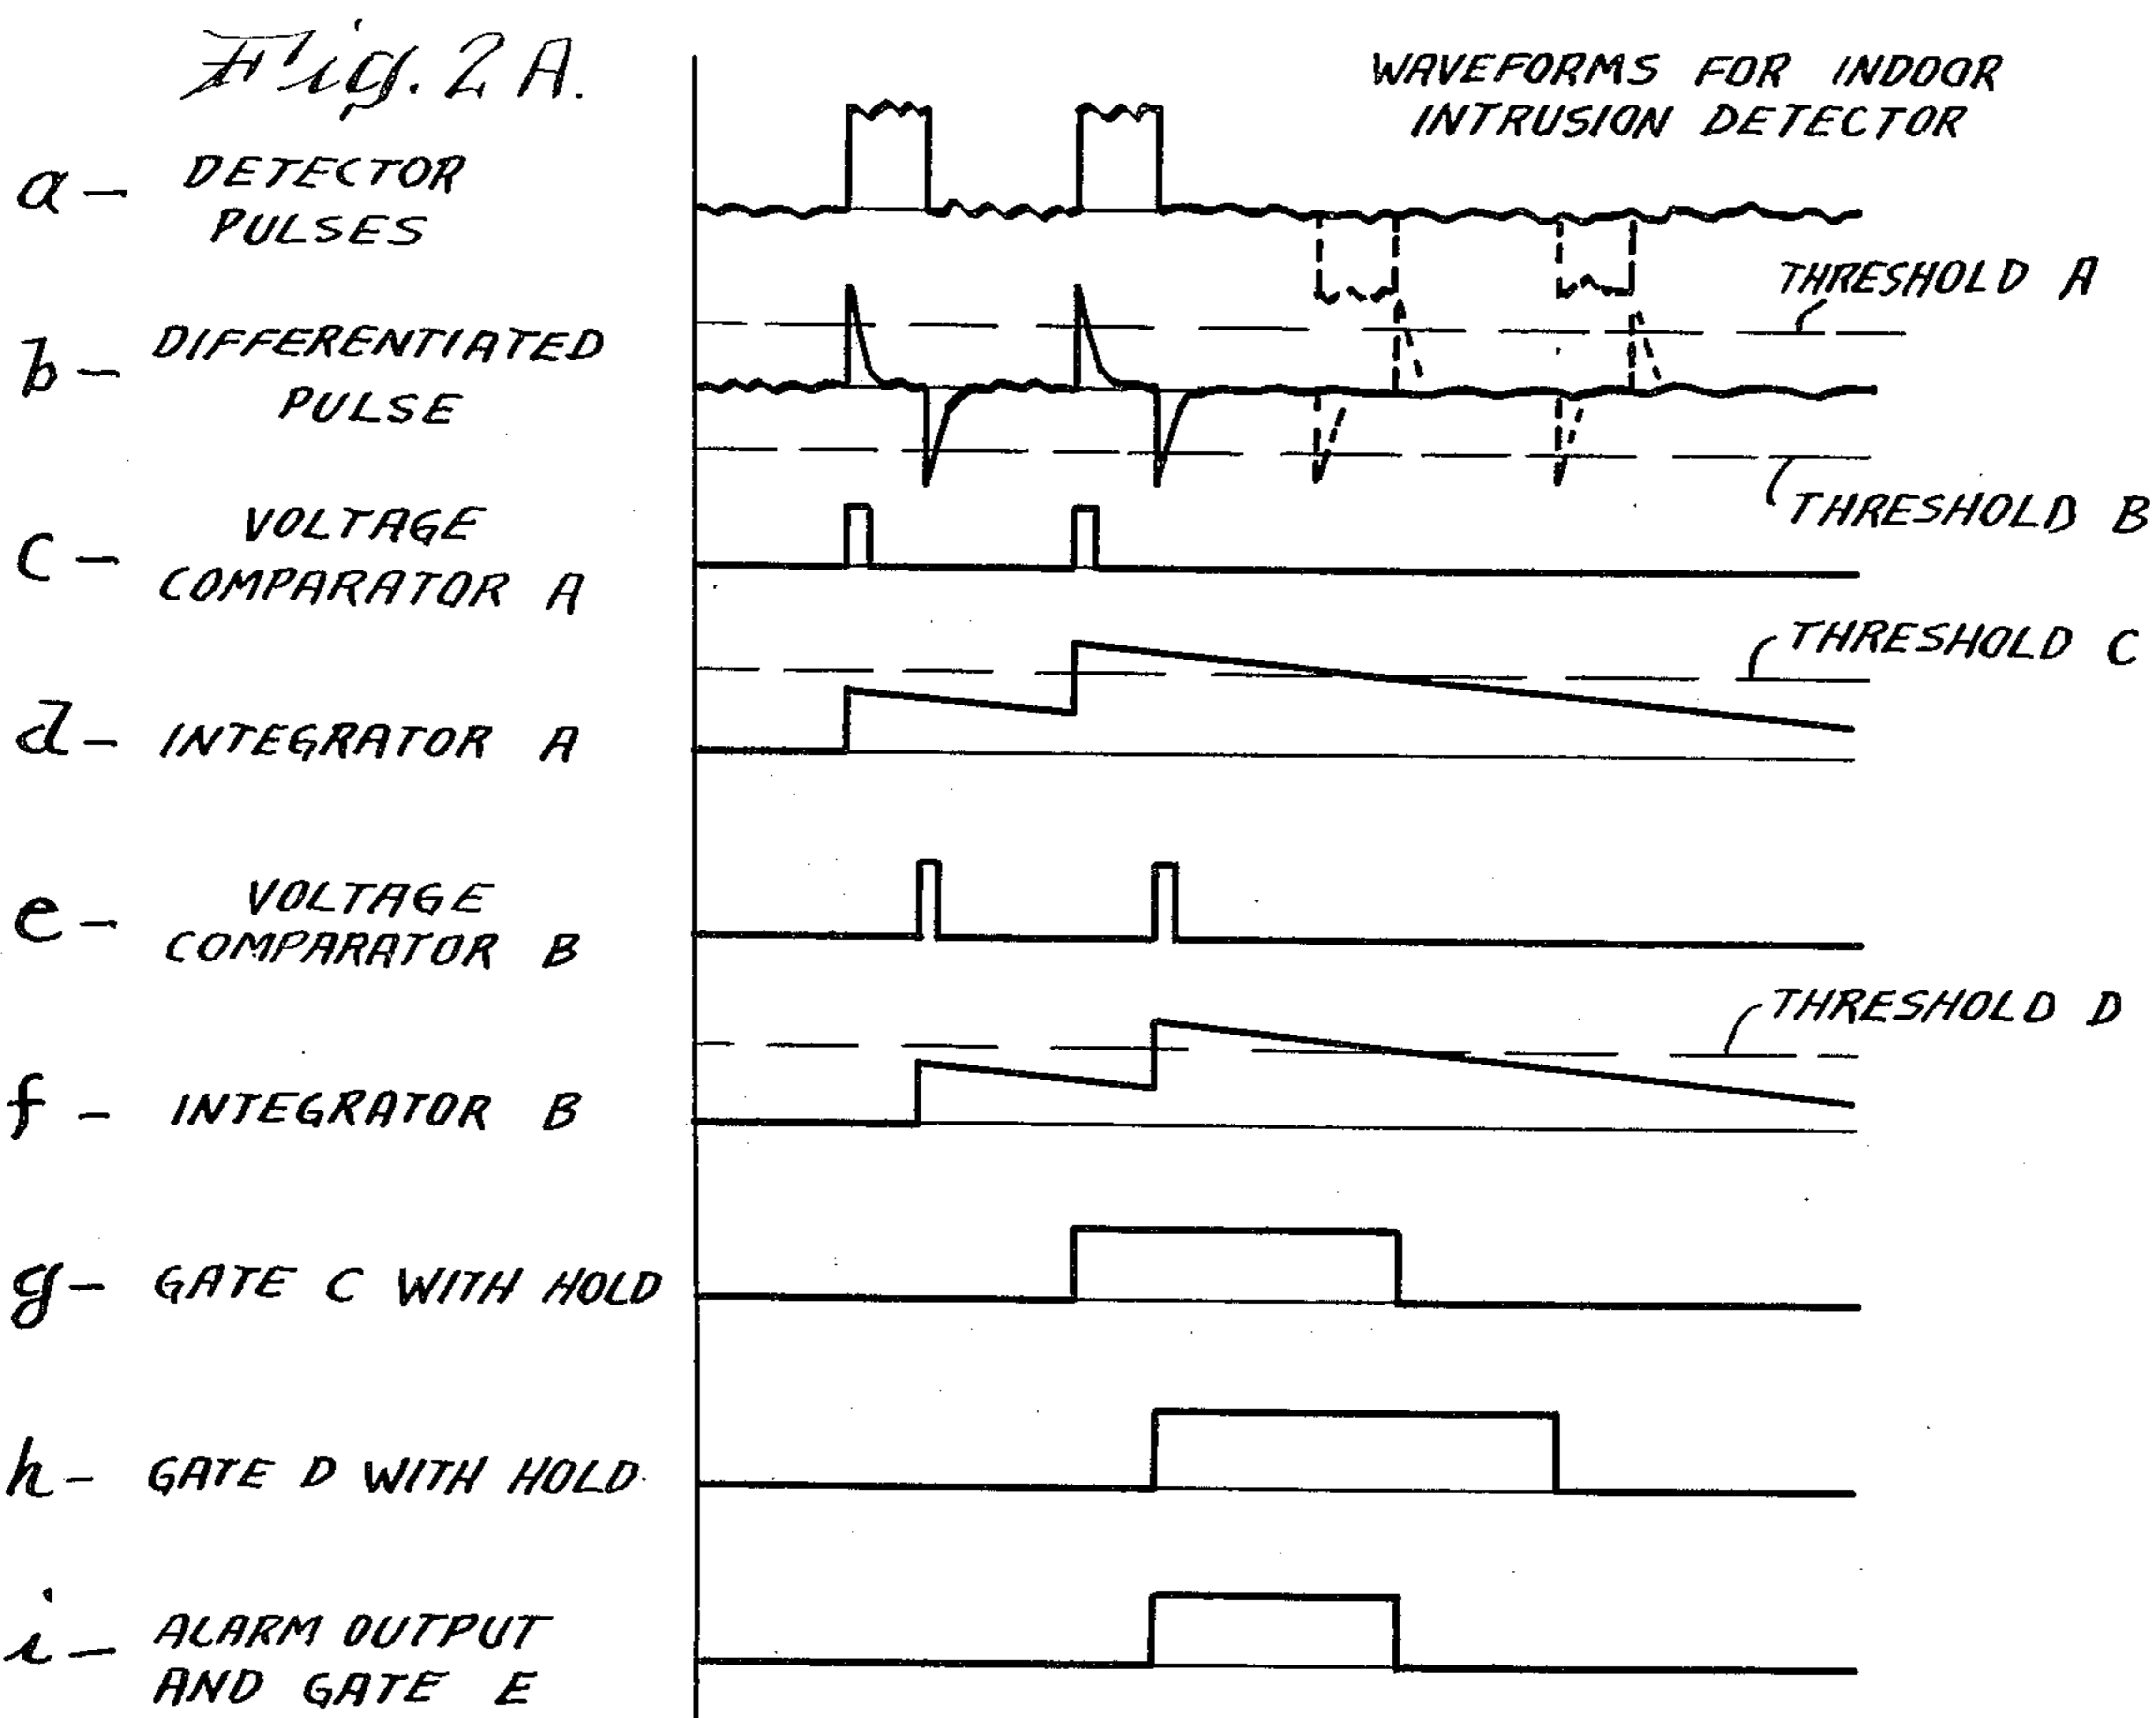 Fig. 2A.
WAVEFORMS FOR INDOOR
INTRUSION DETECTOR
a - DETECTOR
PULSES
THRESHOLD A
b - DIFFERENTIATED
PULSE
THRESHOLD B
c - VOLTAGE
COMPARATOR A
THRESHOLD C
d - INTEGRATOR A
e - VOLTAGE
COMPARATOR B
THRESHOLD D
f - INTEGRATOR B
g - GATE C WITH HOLD
h - GATE D WITH HOLD
i - ALARM OUTPUT
AND GATE E